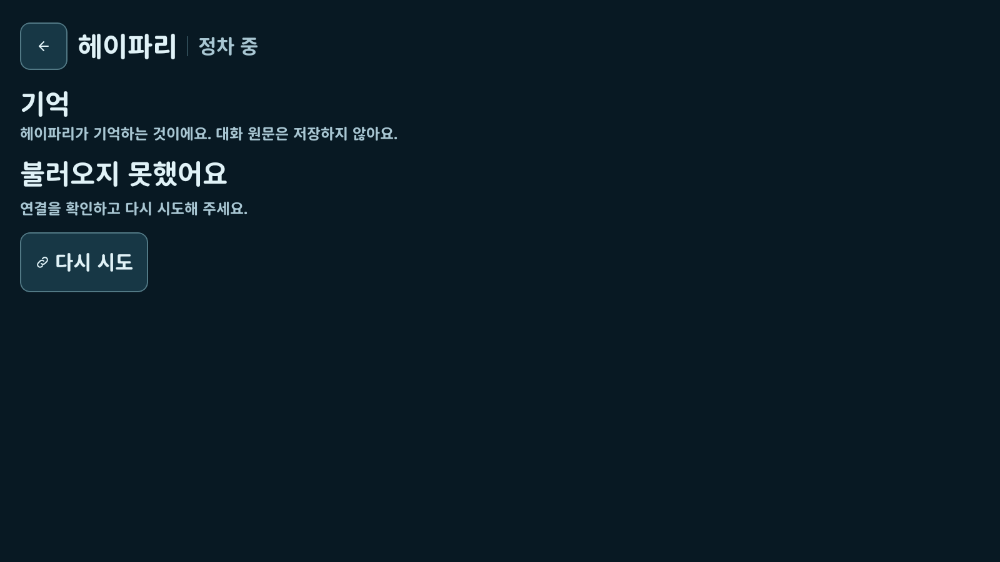 헤이파리
정차 중
기억
헤이파리가 기억하는 것이에요. 대화 원문은 저장하지 않아요.
불러오지 못했어요
연결을 확인하고 다시 시도해 주세요.
다시 시도